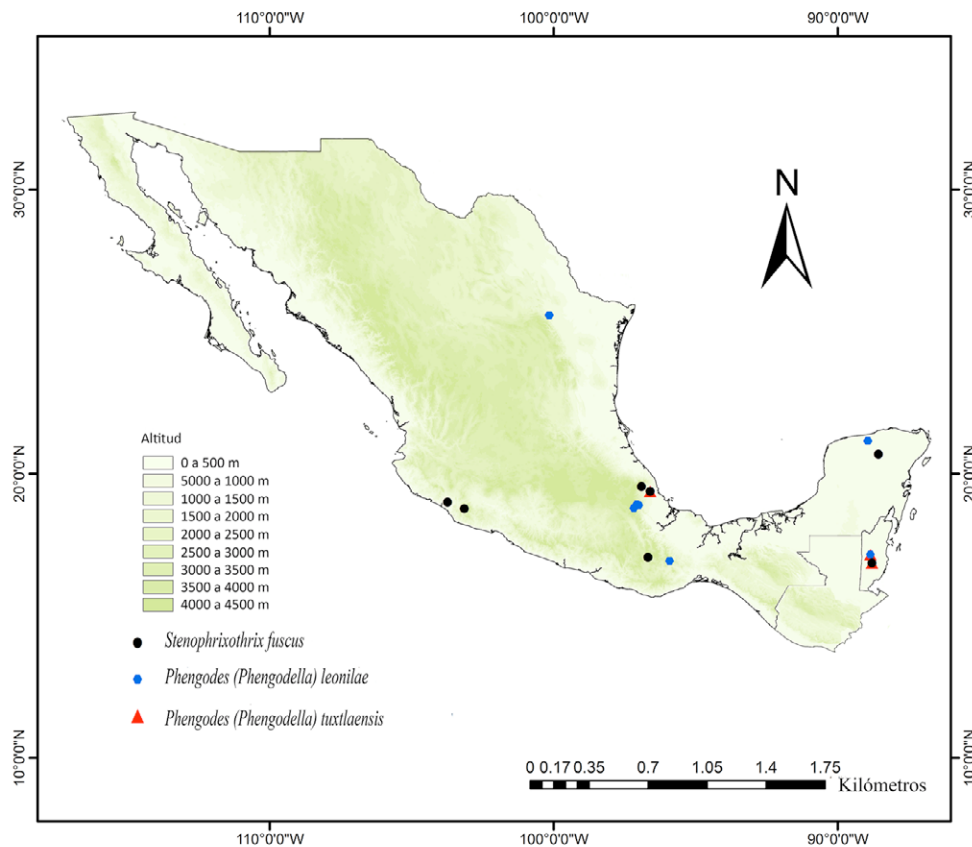 110°0'0"W 100°0'0"W 90°0'0"W
30°0'0"N 30°0'0"N
N
20°0'0"N 20°0'0"N
Altitud
0 a 500 m
5000 a 1000 m
1000 a 1500 m
1500 a 2000 m
2000 a 2500 m
2500 a 3000 m
3000 a 3500 m
3500 a 4000 m
4000 a 4500 m
Stenophrixothrix fuscus
Phengodes (Phengodella) leonilae
Phengodes (Phengodella) tuxtlaensis
10°0'0"N 10°0'0"N
0 0.17 0.35 0.7 1.05 1.4 1.75
Kilómetros
110°0'0"W 100°0'0"W 90°0'0"W